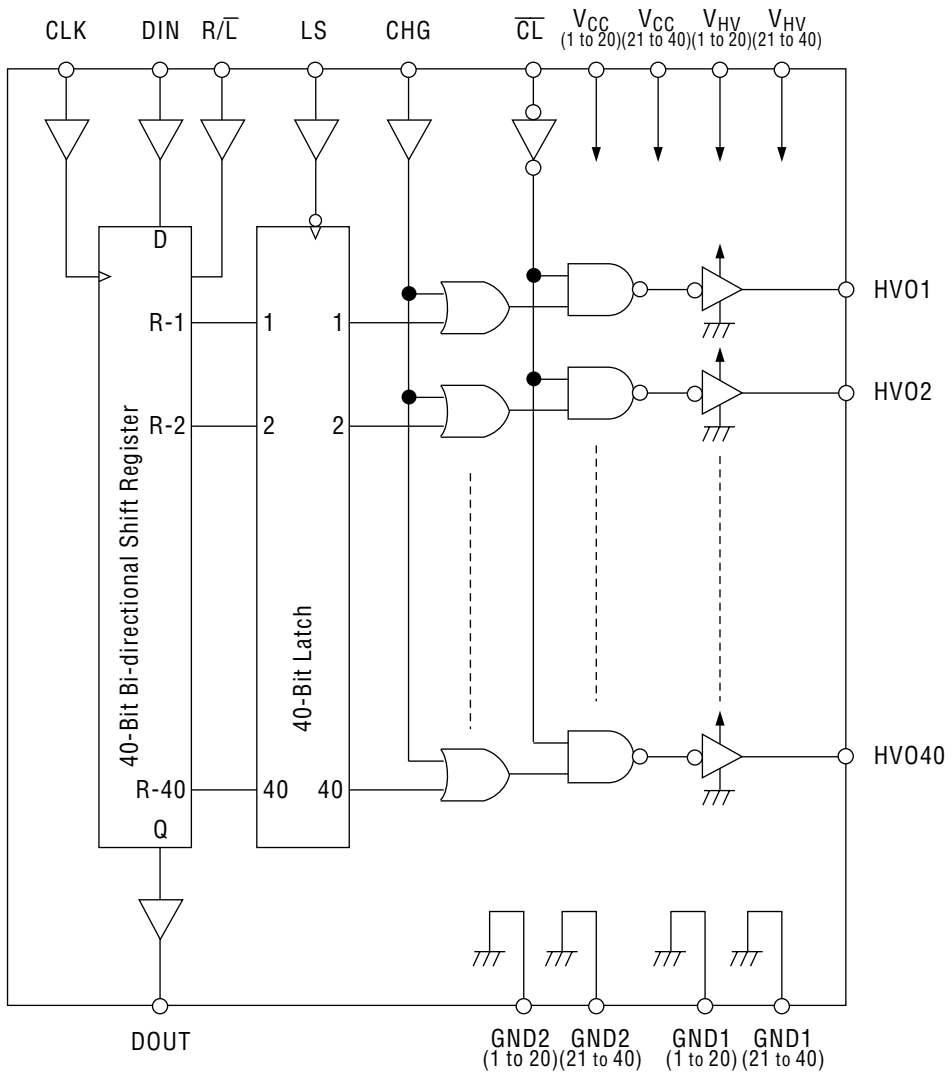 CLK DIN R/L̅ LS CHG C̅L̅ VCC VCC VHV VHV
(1 to 20) (21 to 40) (1 to 20) (21 to 40)
D
HVO1
R-1 1 1
HVO2
R-2 2 2
40-Bit Bi-directional Shift Register
40-Bit Latch
HVO40
R-40 40 40
Q
DOUT GND2 GND2 GND1 GND1
(1 to 20) (21 to 40) (1 to 20) (21 to 40)